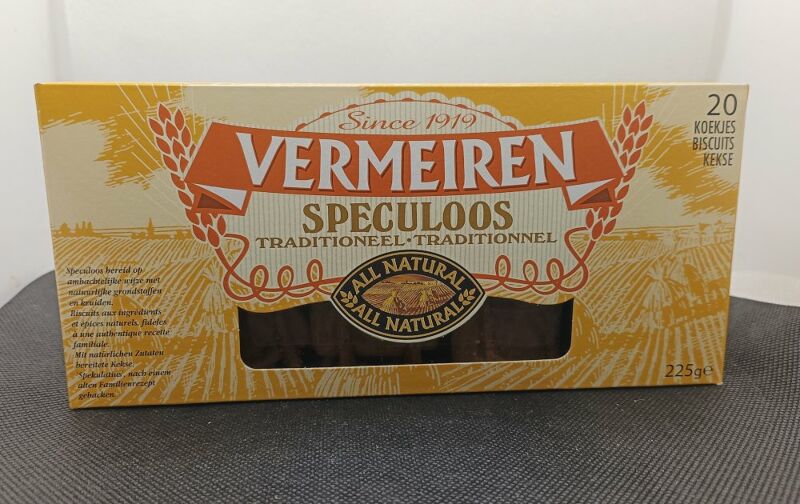 Since 1919
VERMEIREN
SPECULOOS
TRADITIONEEL · TRADITIONNEL
ALL NATURAL
ALL NATURAL
20
KOEKJES
BISCUITS
KEKSE
Speculoos bereid op
ambachtelijke wijze met
natuurlijke grondstoffen
en kruiden.
Biscuits aux ingrédients
et épices naturels, fidèles
à une authentique recette
familiale.
Mit natürlichen Zutaten
bereitete Kekse,
"Spekulatius', nach einem
alten Familienrezept
gebacken.
225g℮